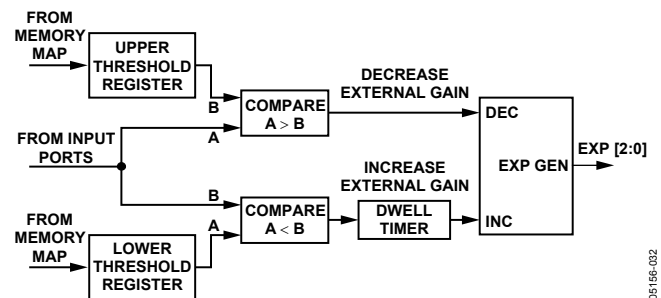 FROM
MEMORY
MAP
UPPER
THRESHOLD
REGISTER
B
COMPARE
A > B
A
DECREASE
EXTERNAL GAIN
DEC
EXP GEN
INC
EXP [2:0]
FROM INPUT
PORTS
INCREASE
EXTERNAL GAIN
B
COMPARE
A < B
A
DWELL
TIMER
FROM
MEMORY
MAP
LOWER
THRESHOLD
REGISTER
05156-032